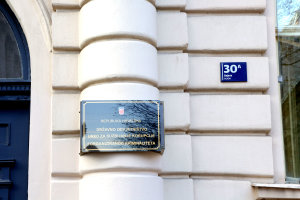 REPUBLIKA HRVATSKA
DRŽAVNO ODVJETNIŠTVO
URED ZA SUZBIJANJE KORUPCIJE
I ORGANIZIRANOG KRIMINALITETA
30A